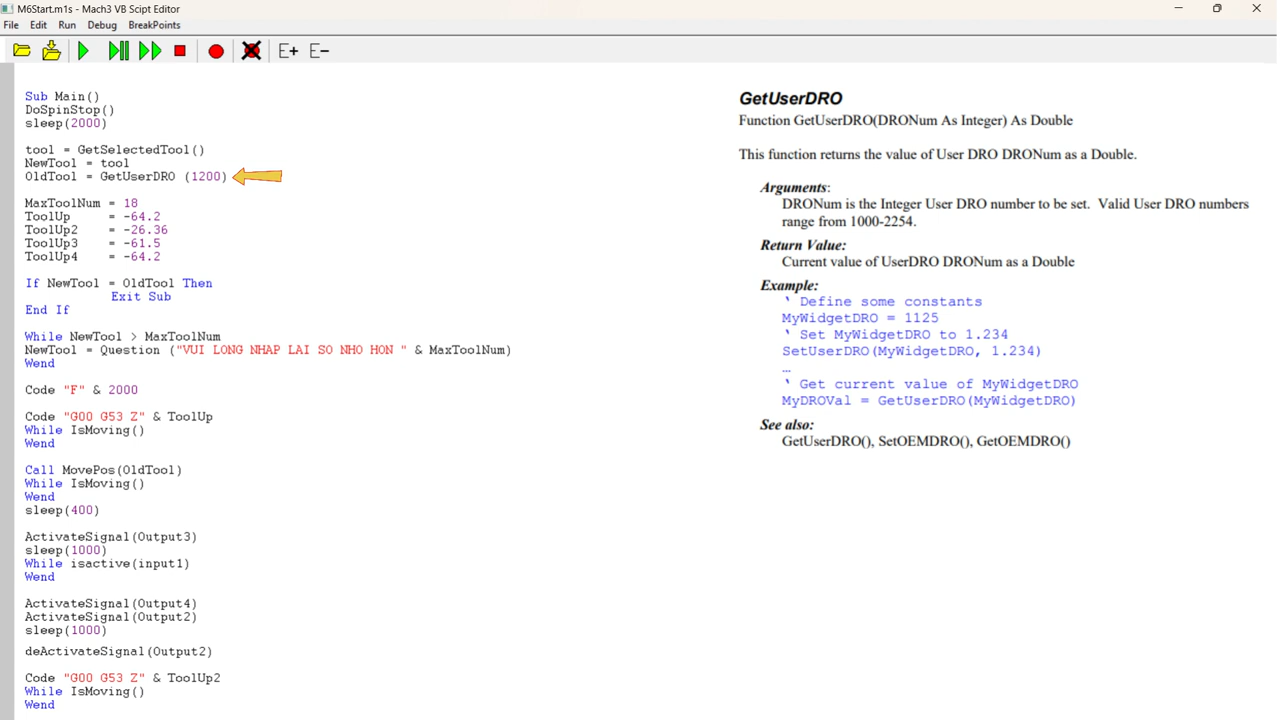 M6Start.m1s - Mach3 VB Scipt Editor
File Edit Run Debug BreakPoints
E+ E−
Sub Main()
DoSpinStop()
sleep(2000)
tool = GetSelectedTool()
NewTool = tool
OldTool = GetUserDRO (1200)
MaxToolNum = 18
ToolUp = -64.2
ToolUp2 = -26.36
ToolUp3 = -61.5
ToolUp4 = -64.2
If NewTool = OldTool Then
Exit Sub
End If
While NewTool > MaxToolNum
NewTool = Question ("VUI LONG NHAP LAI SO NHO HON " & MaxToolNum)
Wend
Code "F" & 2000
Code "G00 G53 Z" & ToolUp
While IsMoving()
Wend
Call MovePos(OldTool)
While IsMoving()
Wend
sleep(400)
ActivateSignal(Output3)
sleep(1000)
While isactive(input1)
Wend
ActivateSignal(Output4)
ActivateSignal(Output2)
sleep(1000)
deActivateSignal(Output2)
Code "G00 G53 Z" & ToolUp2
While IsMoving()
Wend
GetUserDRO
Function GetUserDRO(DRONum As Integer) As Double
This function returns the value of User DRO DRONum as a Double.
Arguments:
DRONum is the Integer User DRO number to be set. Valid User DRO numbers
range from 1000-2254.
Return Value:
Current value of UserDRO DRONum as a Double
Example:
‘ Define some constants
MyWidgetDRO = 1125
‘ Set MyWidgetDRO to 1.234
SetUserDRO(MyWidgetDRO, 1.234)
…
‘ Get current value of MyWidgetDRO
MyDROVal = GetUserDRO(MyWidgetDRO)
See also:
GetUserDRO(), SetOEMDRO(), GetOEMDRO()